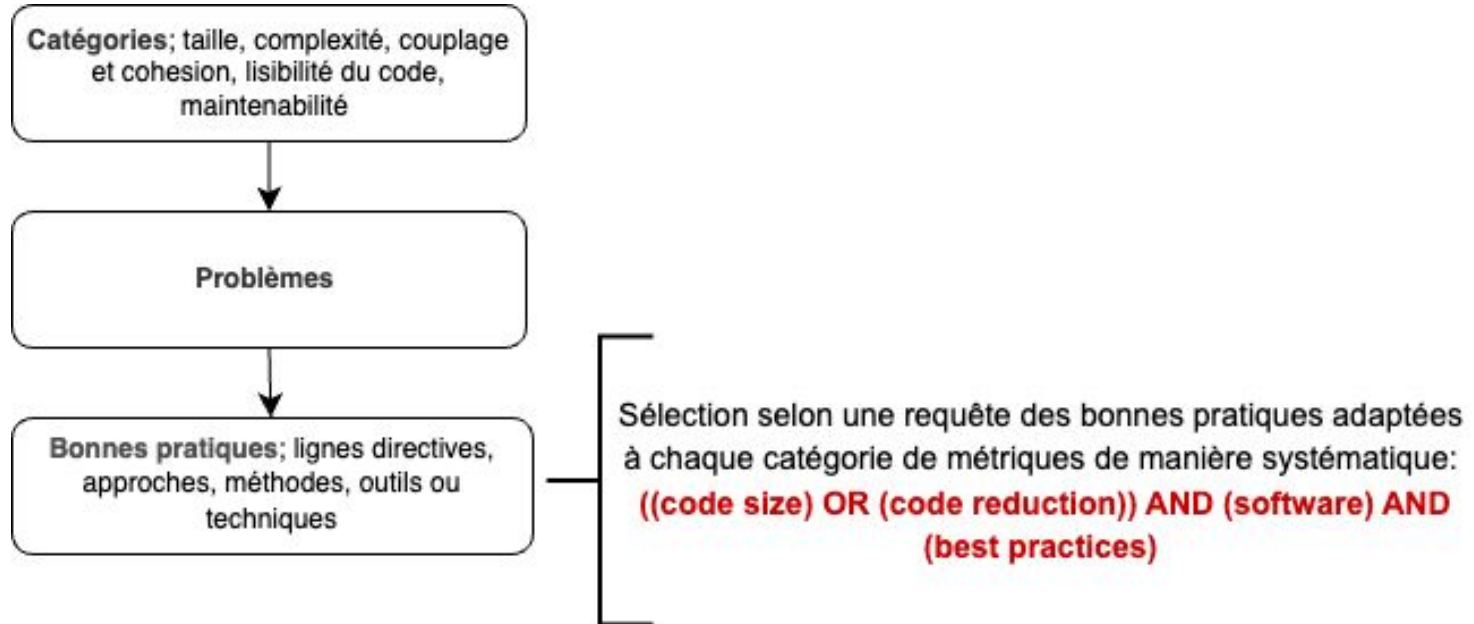 Catégories; taille, complexité, couplage
et cohesion, lisibilité du code,
maintenabilité
Problèmes
Bonnes pratiques; lignes directives,
approches, méthodes, outils ou
techniques
Sélection selon une requête des bonnes pratiques adaptées
à chaque catégorie de métriques de manière systématique:
((code size) OR (code reduction)) AND (software) AND
(best practices)